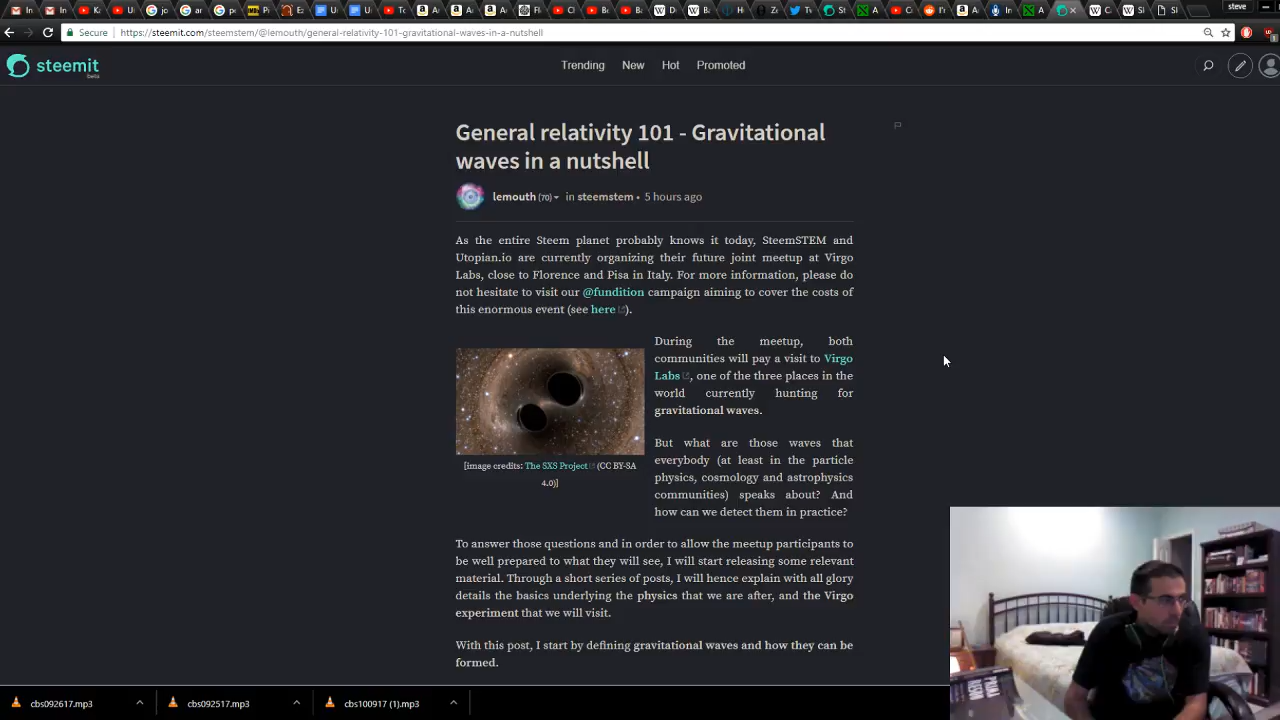 steve
Secure
https://steemit.com/steemstem/@lemouth/general-relativity-101-gravitational-waves-in-a-nutshell
steemit
beta
Trending New Hot Promoted
General relativity 101 - Gravitational
waves in a nutshell
lemouth (70) in steemstem • 5 hours ago
As the entire Steem planet probably knows it today, SteemSTEM and
Utopian.io are currently organizing their future joint meetup at Virgo
Labs, close to Florence and Pisa in Italy. For more information, please do
not hesitate to visit our @fundition campaign aiming to cover the costs of
this enormous event (see here ).
During the meetup, both
communities will pay a visit to Virgo
Labs , one of the three places in the
world currently hunting for
gravitational waves.
But what are those waves that
everybody (at least in the particle
physics, cosmology and astrophysics
communities) speaks about? And
how can we detect them in practice?
[image credits: The SXS Project (CC BY-SA
4.0)]
To answer those questions and in order to allow the meetup participants to
be well prepared to what they will see, I will start releasing some relevant
material. Through a short series of posts, I will hence explain with all glory
details the basics underlying the physics that we are after, and the Virgo
experiment that we will visit.
With this post, I start by defining gravitational waves and how they can be
formed.
cbs092617.mp3 cbs092517.mp3 cbs100917 (1).mp3